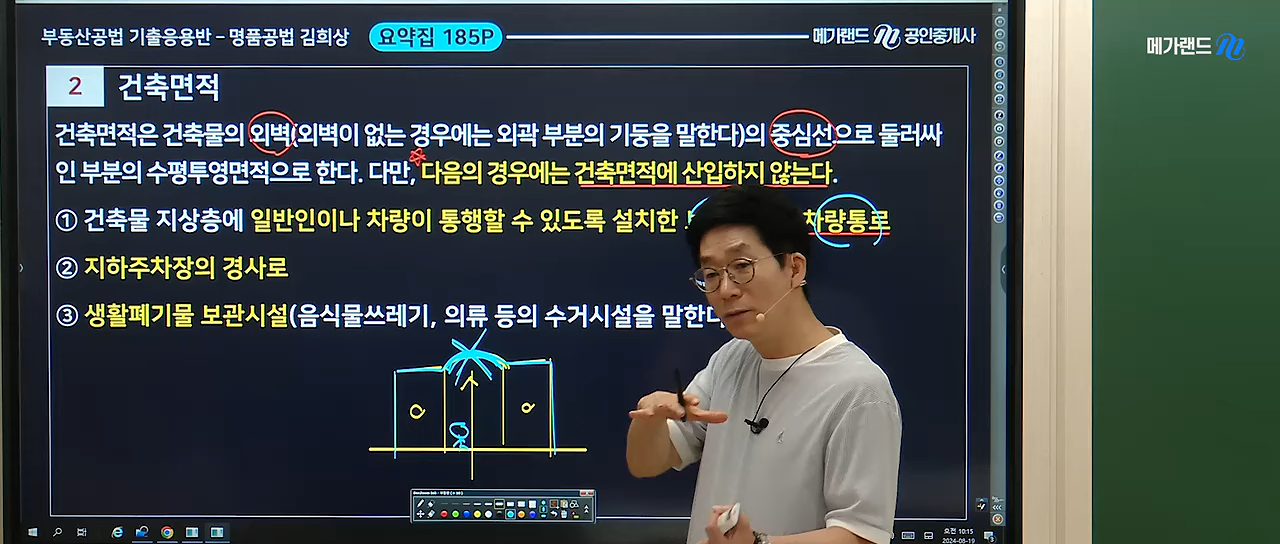 부동산공법 기출응용반 – 명품공법 김희상
요약집 185P
메가랜드 공인중개사
메가랜드
2 건축면적
건축면적은 건축물의 외벽(외벽이 없는 경우에는 외곽 부분의 기둥을 말한다)의 중심선으로 둘러싸
인 부분의 수평투영면적으로 한다. 다만, 다음의 경우에는 건축면적에 산입하지 않는다.
① 건축물 지상층에 일반인이나 차량이 통행할 수 있도록 설치한 차량통로
② 지하주차장의 경사로
③ 생활폐기물 보관시설(음식물쓰레기, 의류 등의 수거시설을 말한다
오전 10:15
2024-08-19